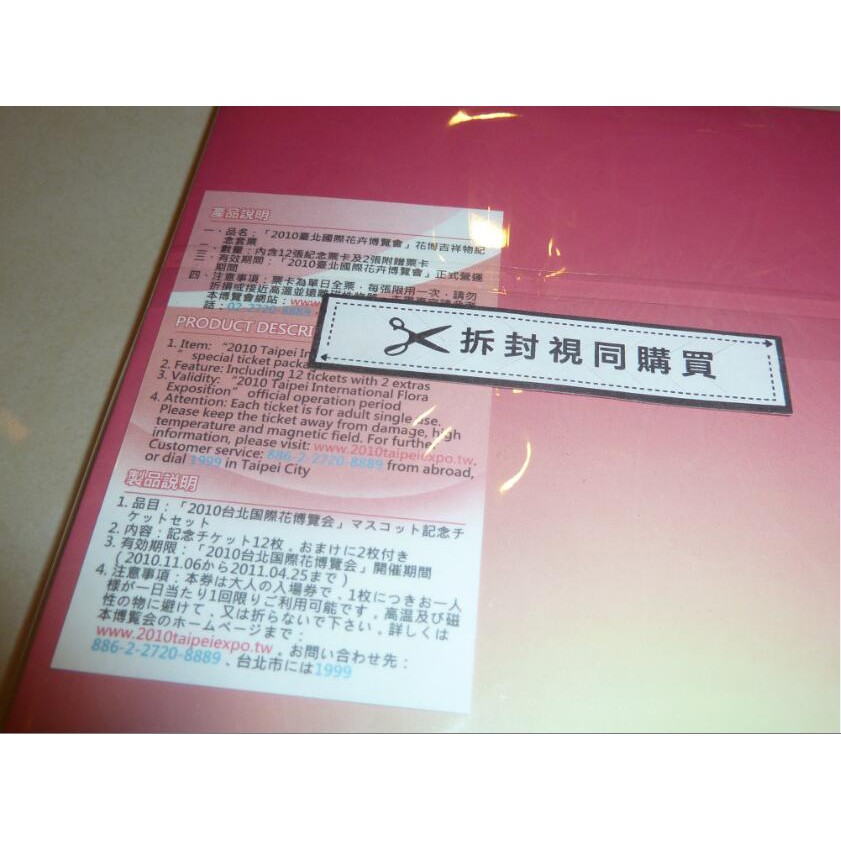 產品說明
一、品名：「2010臺北國際花卉博覽會」花博吉祥物紀
念套票
二、數量：內含12張紀念票卡及2張附贈票卡
三、有效期間：「2010臺北國際花卉博覽會」正式營運
期間
四、注意事項：票卡為單日全票，每張限用一次，請勿
折損或接近高溫並遠離
本博覽會網站：www
話：02-2720-8889
PRODUCT DESCRI
1. Item: “2010 Taipei In
” special ticket packa
2. Feature: Including 12 tickets with 2 extras
3. Validity: “2010 Taipei International Flora
Exposition” official operation period
4. Attention: Each ticket is for adult single use.
Please keep the ticket away from damage, high
temperature and magnetic field. For further
information, please visit: www.2010taipeiexpo.tw.
Customer service: 886-2-2720-8889 from abroad,
or dial 1999 in Taipei City
製品說明
1. 品目：「2010台北国際花博覽会」マスコット記念チ
ケットセット
2. 内容：記念チケット12枚，おまけに2枚付き
3. 有効期限：「2010台北国際花博覽会」開催期間
(2010.11.06から2011.04.25まで)
4. 注意事項：本券は大人の入場券で、1枚につきお一人
様が一日当たり1回限りご利用可能です。高温及び磁
性の物に避けて，又は折らないで下さい。詳しくは
本博覧会のホームページまで：
www.2010taipeiexpo.tw。お問い合わせ先：
886-2-2720-8889、台北市には1999
拆封視同購買